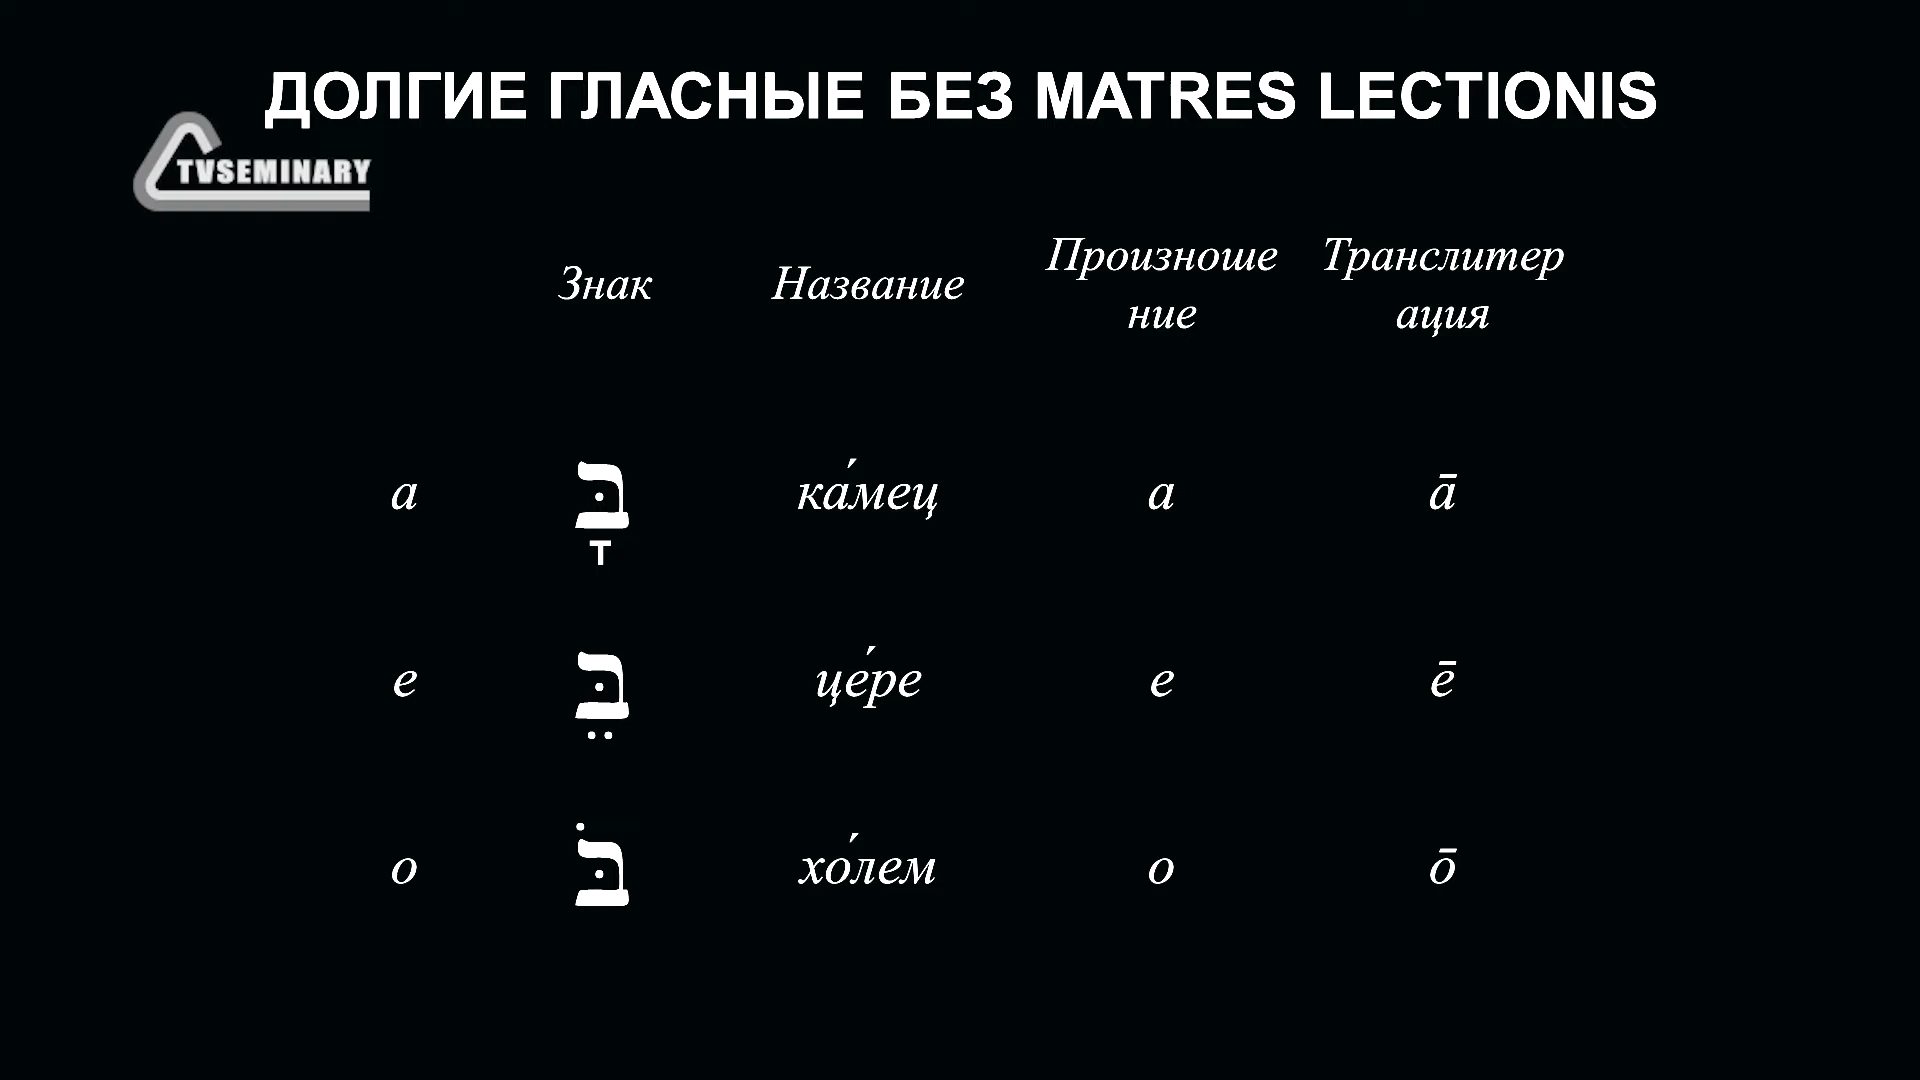 ДОЛГИЕ ГЛАСНЫЕ БЕЗ MATRES LECTIONIS
TVSEMINARY
Знак Название Произноше Транслитер
ние ация
а בָּ ка́мец а ā
е בֵּ це́ре е ē
о בֹּ хо́лем о ō